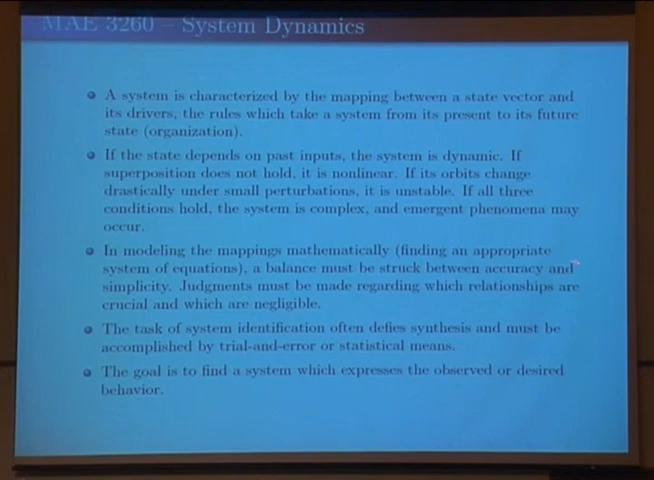 MAE 3260 – System Dynamics
A system is characterized by the mapping between a state vector and
its drivers, the rules which take a system from its present to its future
state (organization).
If the state depends on past inputs, the system is dynamic. If
superposition does not hold, it is nonlinear. If its orbits change
drastically under small perturbations, it is unstable. If all three
conditions hold, the system is complex, and emergent phenomena may
occur.
In modeling the mappings mathematically (finding an appropriate
system of equations), a balance must be struck between accuracy and
simplicity. Judgments must be made regarding which relationships are
crucial and which are negligible.
The task of system identification often defies synthesis and must be
accomplished by trial-and-error or statistical means.
The goal is to find a system which expresses the observed or desired
behavior.